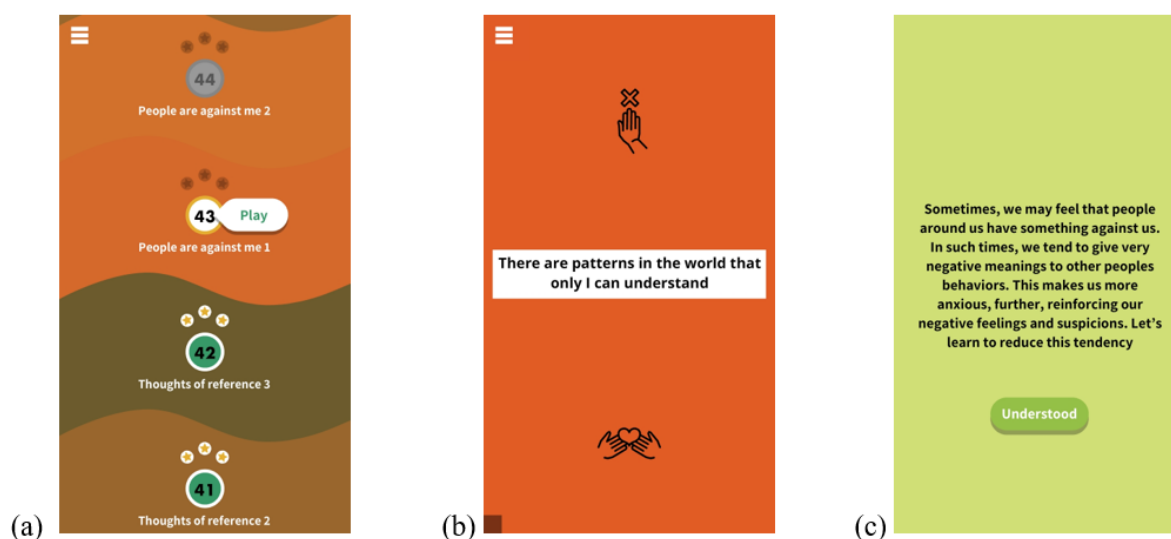 44
People are against me 2
43
Play
People are against me 1
42
Thoughts of reference 3
41
Thoughts of reference 2
(a)
There are patterns in the world that
only I can understand
(b)
Sometimes, we may feel that people
around us have something against us.
In such times, we tend to give very
negative meanings to other peoples
behaviors. This makes us more
anxious, further, reinforcing our
negative feelings and suspicions. Let's
learn to reduce this tendency
Understood
(c)